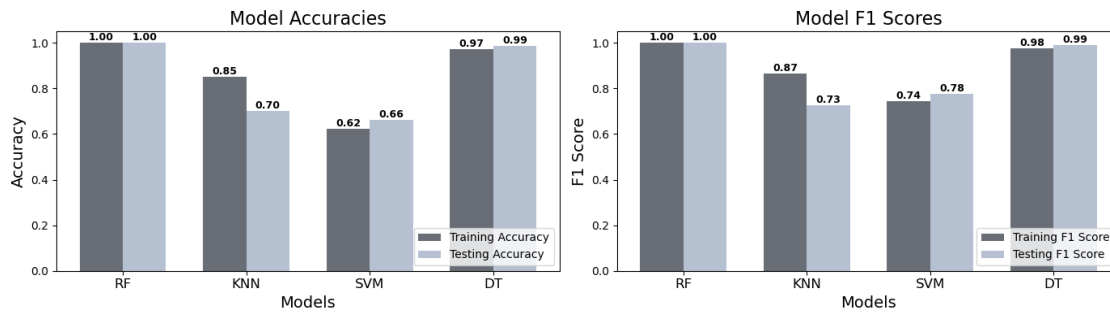 Model Accuracies
1.00 1.00
0.85
0.70
0.62
0.66
0.97
0.99
Accuracy
1.0
0.8
0.6
0.4
0.2
0.0
Training Accuracy
Testing Accuracy
RF KNN SVM DT
Models
Model F1 Scores
1.00 1.00
0.87
0.73
0.74
0.78
0.98
0.99
F1 Score
1.0
0.8
0.6
0.4
0.2
0.0
Training F1 Score
Testing F1 Score
RF KNN SVM DT
Models